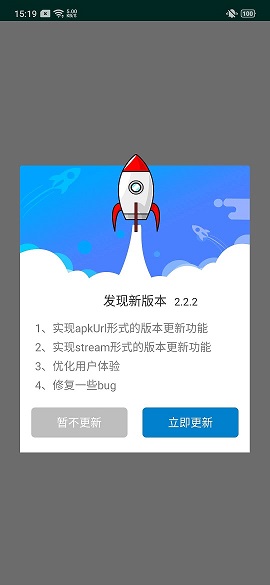 15:19 5.00 KB/S 100
发现新版本 2.2.2
1、实现apkUrl形式的版本更新功能
2、实现stream形式的版本更新功能
3、优化用户体验
4、修复一些bug
暂不更新 立即更新